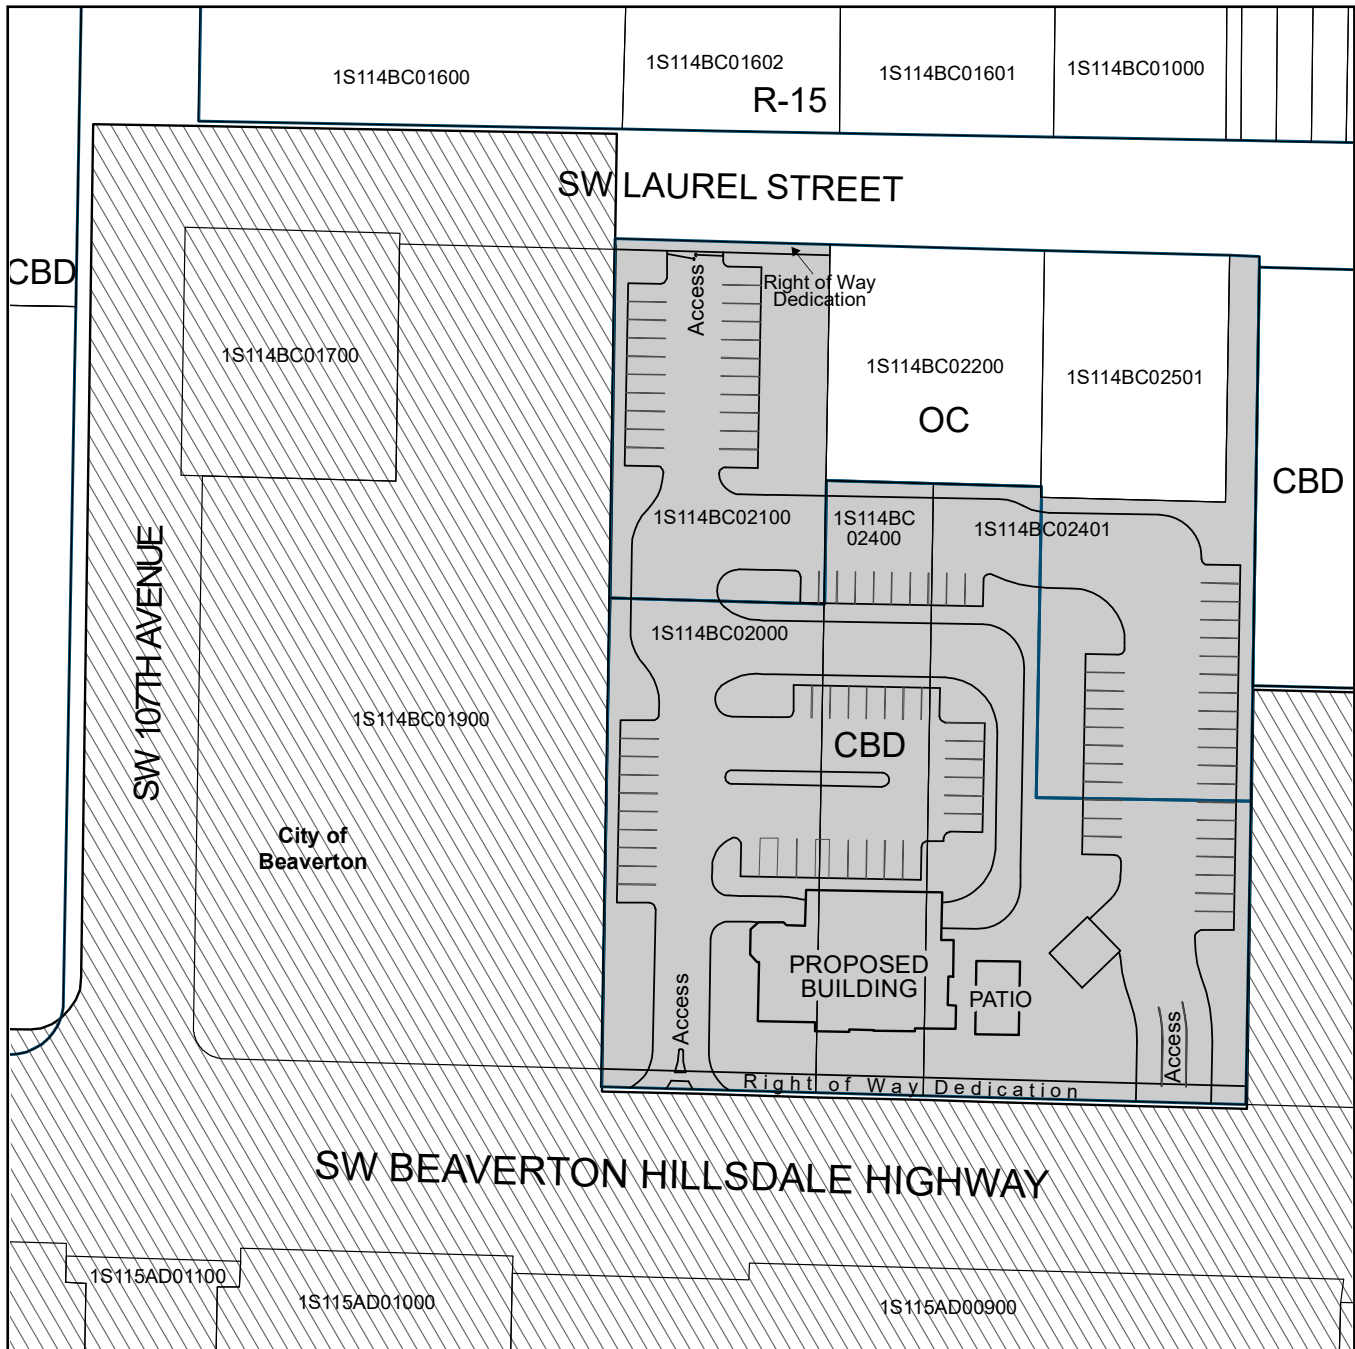 1S114BC01600
1S114BC01602
1S114BC01601
1S114BC01000
R-15
SW LAUREL STREET
CBD
Access
Right of Way
Dedication
1S114BC01700
1S114BC02200
1S114BC02501
OC
CBD
1S114BC02100
1S114BC
02400
1S114BC02401
SW 107TH AVENUE
1S114BC02000
1S114BC01900
CBD
City of
Beaverton
PROPOSED
BUILDING
PATIO
Access
Access
Right of Way Dedication
SW BEAVERTON HILLSDALE HIGHWAY
1S115AD01100
1S115AD01000
1S115AD00900